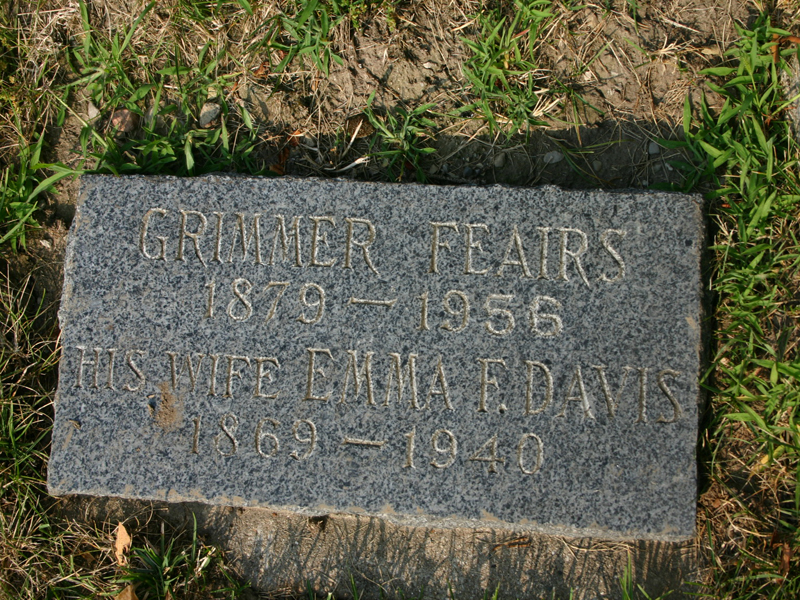 GRIMMER FEAIRS
1879 — 1956
HIS WIFE EMMA F. DAVIS
1869 — 1940